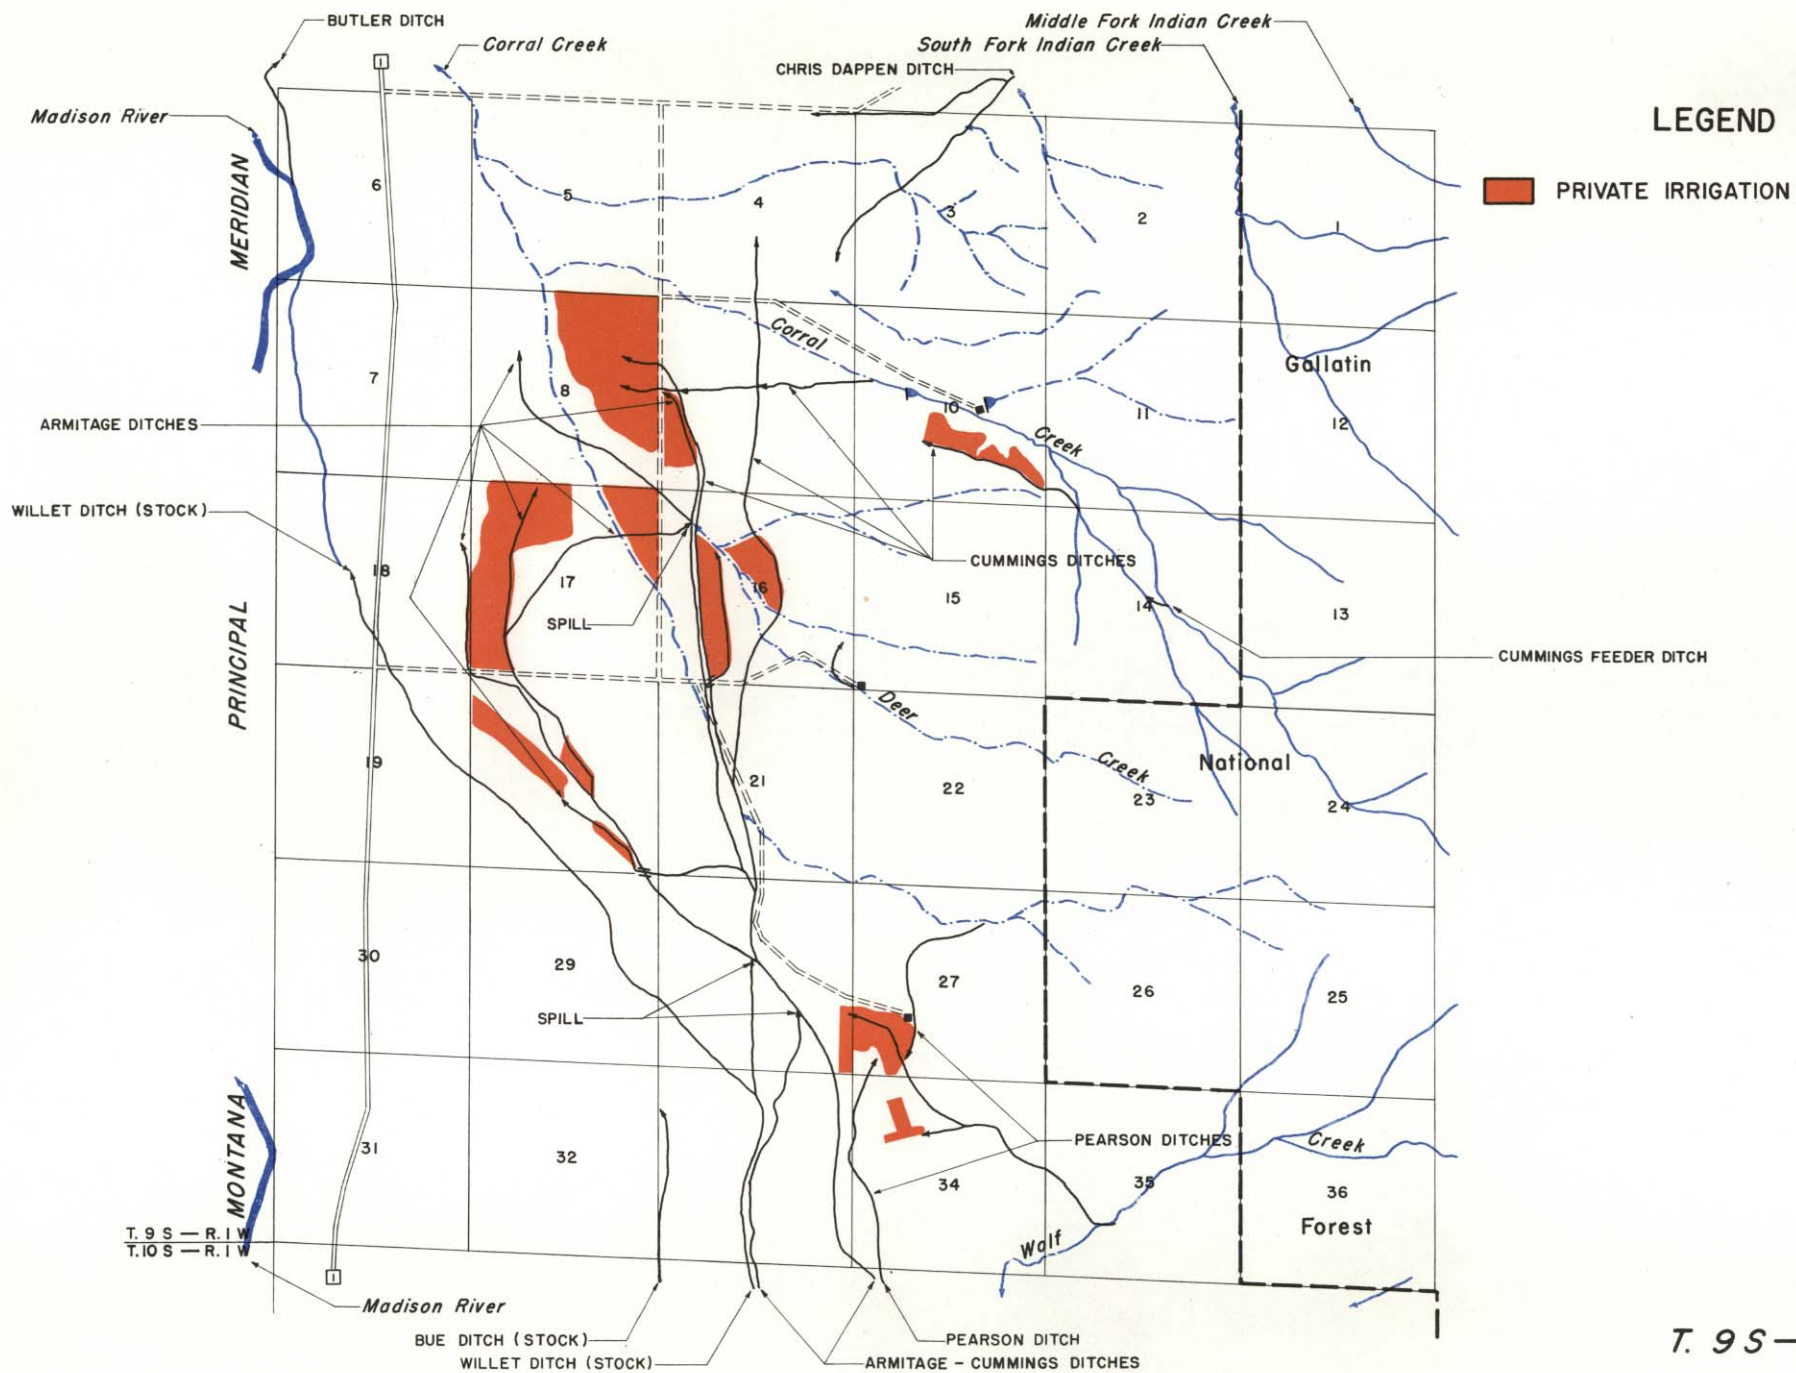 BUTLER DITCH
Corral Creek
Middle Fork Indian Creek
South Fork Indian Creek
CHRIS DAPPEN DITCH
Madison River
LEGEND
PRIVATE IRRIGATION
MERIDIAN
1
6
5
4
3
2
1
Corral
Gallatin
7
8
10
11
12
ARMITAGE DITCHES
Creek
WILLET DITCH (STOCK)
CUMMINGS DITCHES
18
17
16
15
14
13
SPILL
PRINCIPAL
CUMMINGS FEEDER DITCH
Deer
Creek
National
19
21
22
23
24
30
29
27
26
25
SPILL
MONTANA
PEARSON DITCHES
Creek
31
32
34
35
36
Forest
Wolf
T. 9 S — R. 1 W
T. 10 S — R. 1 W
1
Madison River
BUE DITCH (STOCK)
PEARSON DITCH
WILLET DITCH (STOCK)
ARMITAGE - CUMMINGS DITCHES
T. 9 S —